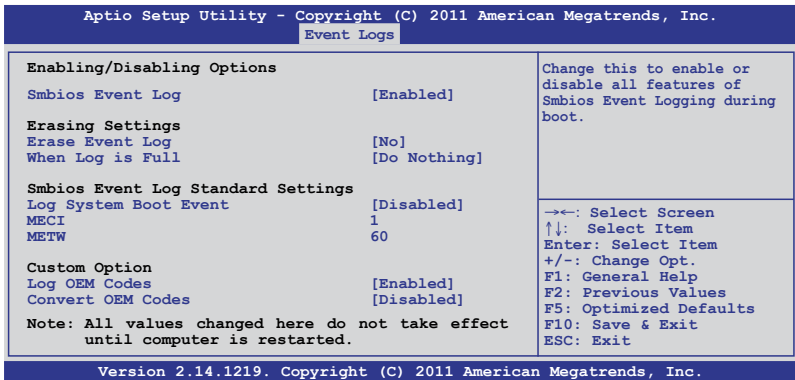 Aptio Setup Utility - Copyright (C) 2011 American Megatrends, Inc.
Event Logs
Enabling/Disabling Options
Smbios Event Log [Enabled]
Erasing Settings
Erase Event Log [No]
When Log is Full [Do Nothing]
Smbios Event Log Standard Settings
Log System Boot Event [Disabled]
MECI 1
METW 60
Custom Option
Log OEM Codes [Enabled]
Convert OEM Codes [Disabled]
Note: All values changed here do not take effect
until computer is restarted.
Change this to enable or
disable all features of
Smbios Event Logging during
boot.
→←: Select Screen
↑↓: Select Item
Enter: Select Item
+/-: Change Opt.
F1: General Help
F2: Previous Values
F5: Optimized Defaults
F10: Save & Exit
ESC: Exit
Version 2.14.1219. Copyright (C) 2011 American Megatrends, Inc.